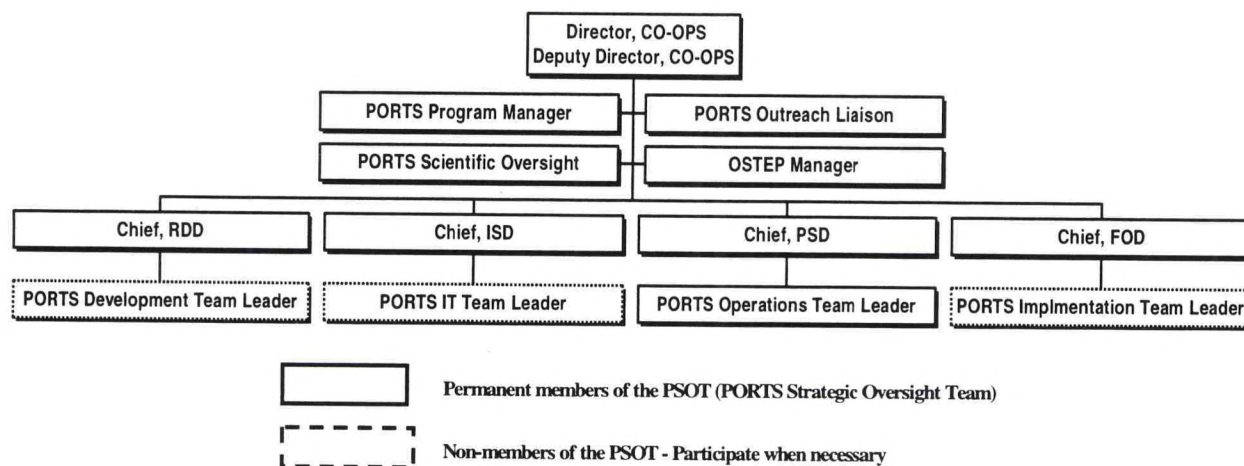 Director, CO-OPS
Deputy Director, CO-OPS
PORTS Program Manager
PORTS Outreach Liaison
PORTS Scientific Oversight
OSTEP Manager
Chief, RDD
Chief, ISD
Chief, PSD
Chief, FOD
PORTS Development Team Leader
PORTS IT Team Leader
PORTS Operations Team Leader
PORTS Implmentation Team Leader
Permanent members of the PSOT (PORTS Strategic Oversight Team)
Non-members of the PSOT - Participate when necessary